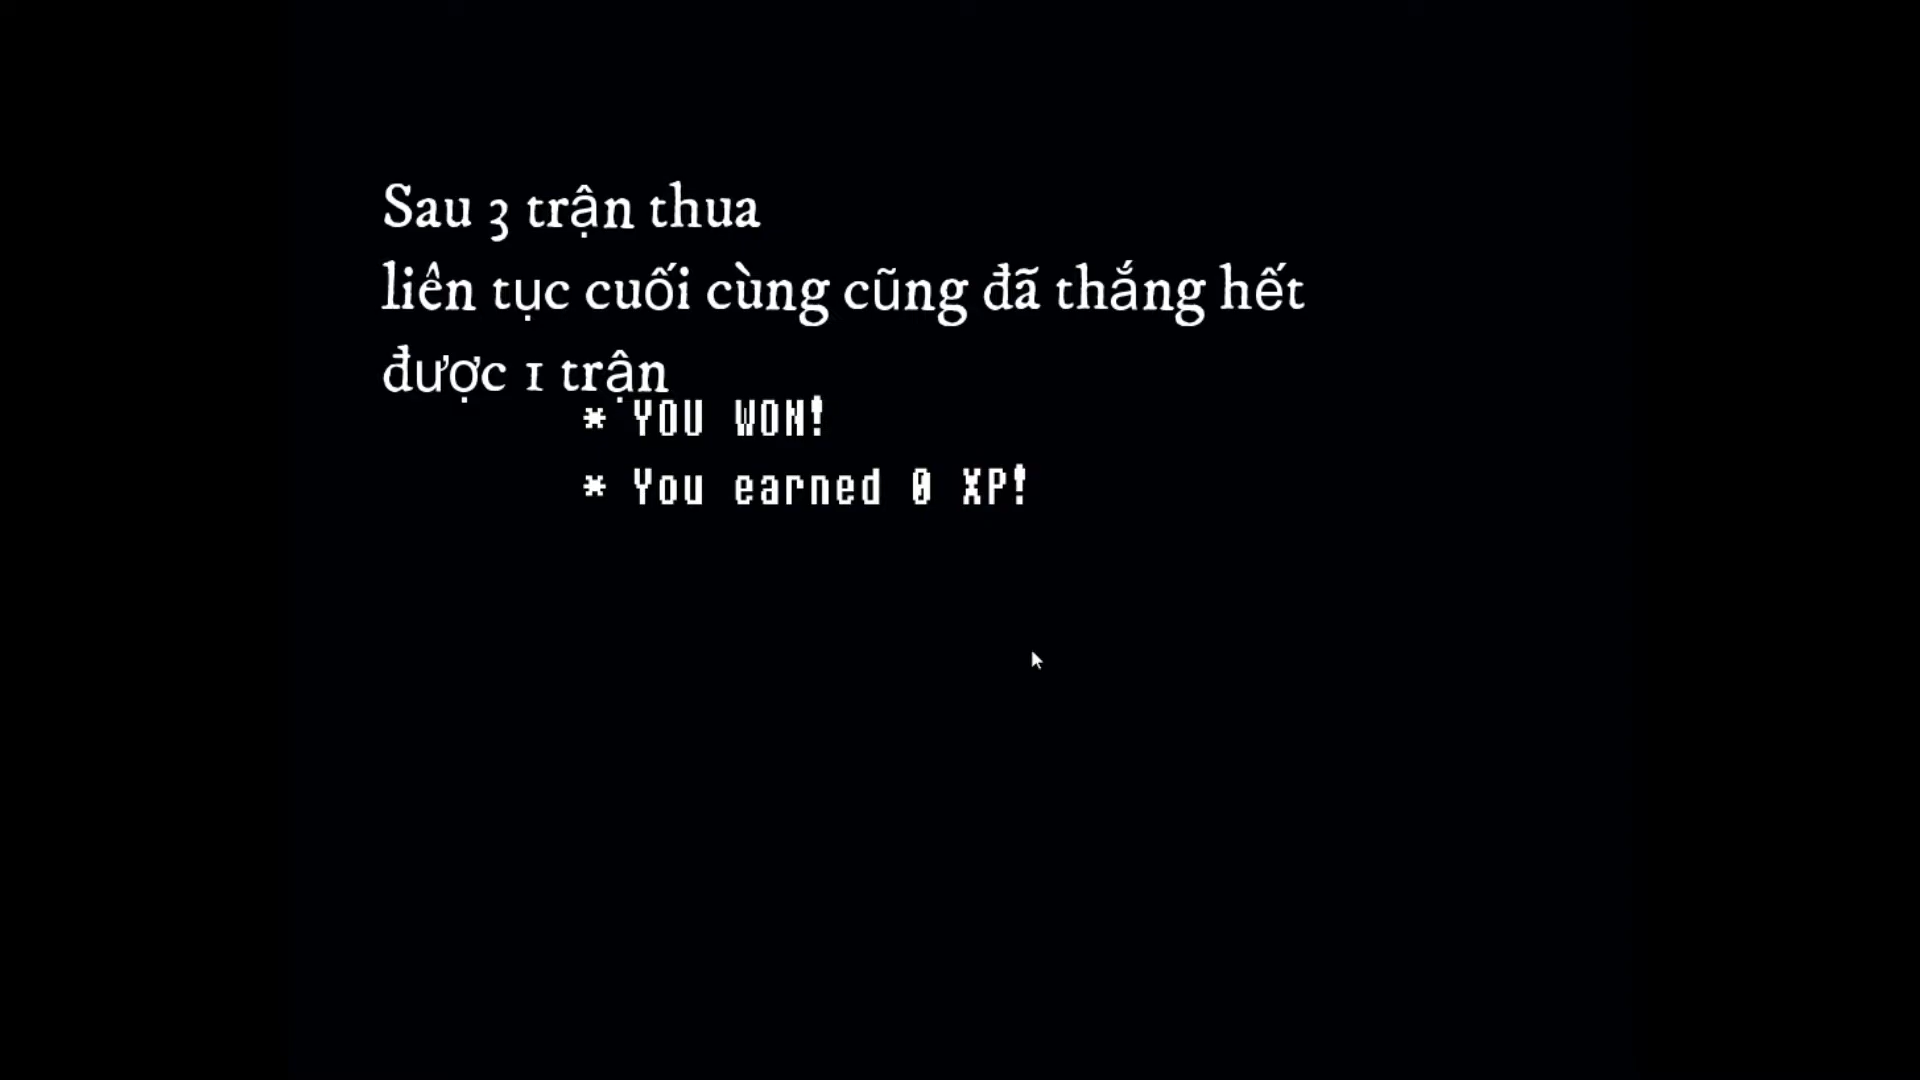 Sau 3 trận thua
liên tục cuối cùng cũng đã thắng hết
được 1 trận
* YOU WON!
* You earned 0 XP!